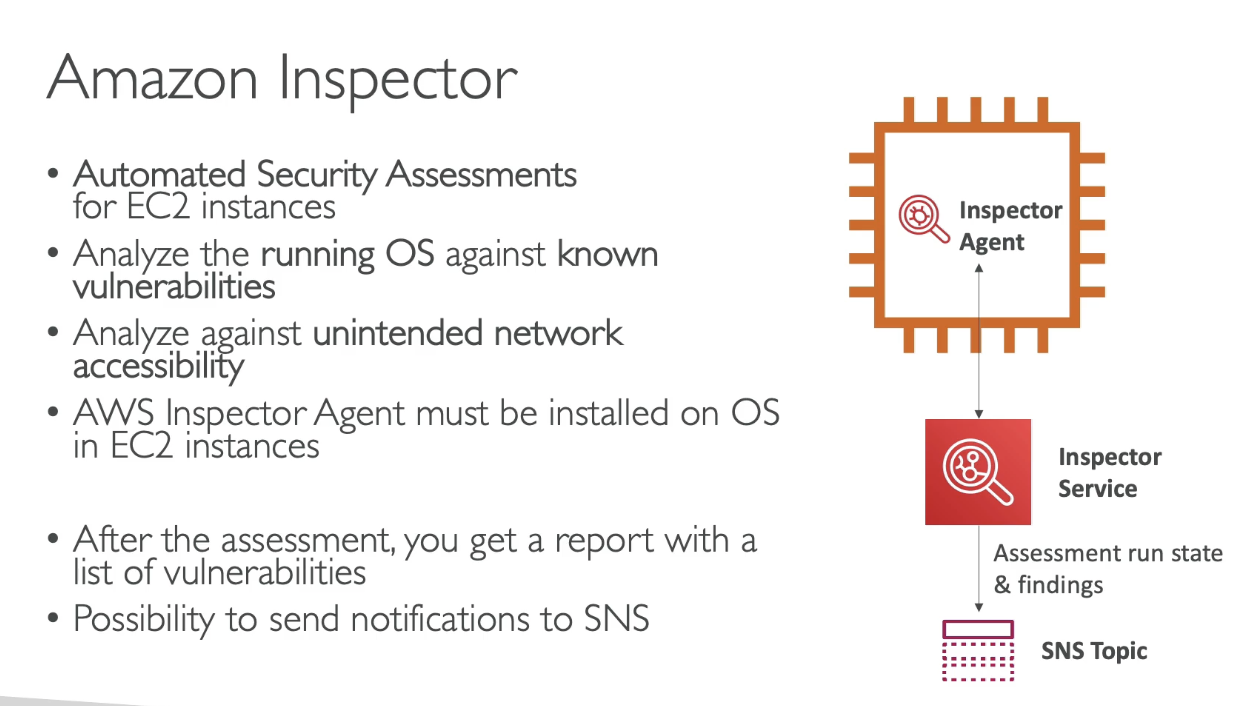 Amazon Inspector
• Automated Security Assessments
for EC2 instances
• Analyze the running OS against known
vulnerabilities
• Analyze against unintended network
accessibility
• AWS Inspector Agent must be installed on OS
in EC2 instances
• After the assessment, you get a report with a
list of vulnerabilities
• Possibility to send notifications to SNS
Inspector
Agent
Inspector
Service
Assessment run state
& findings
SNS Topic